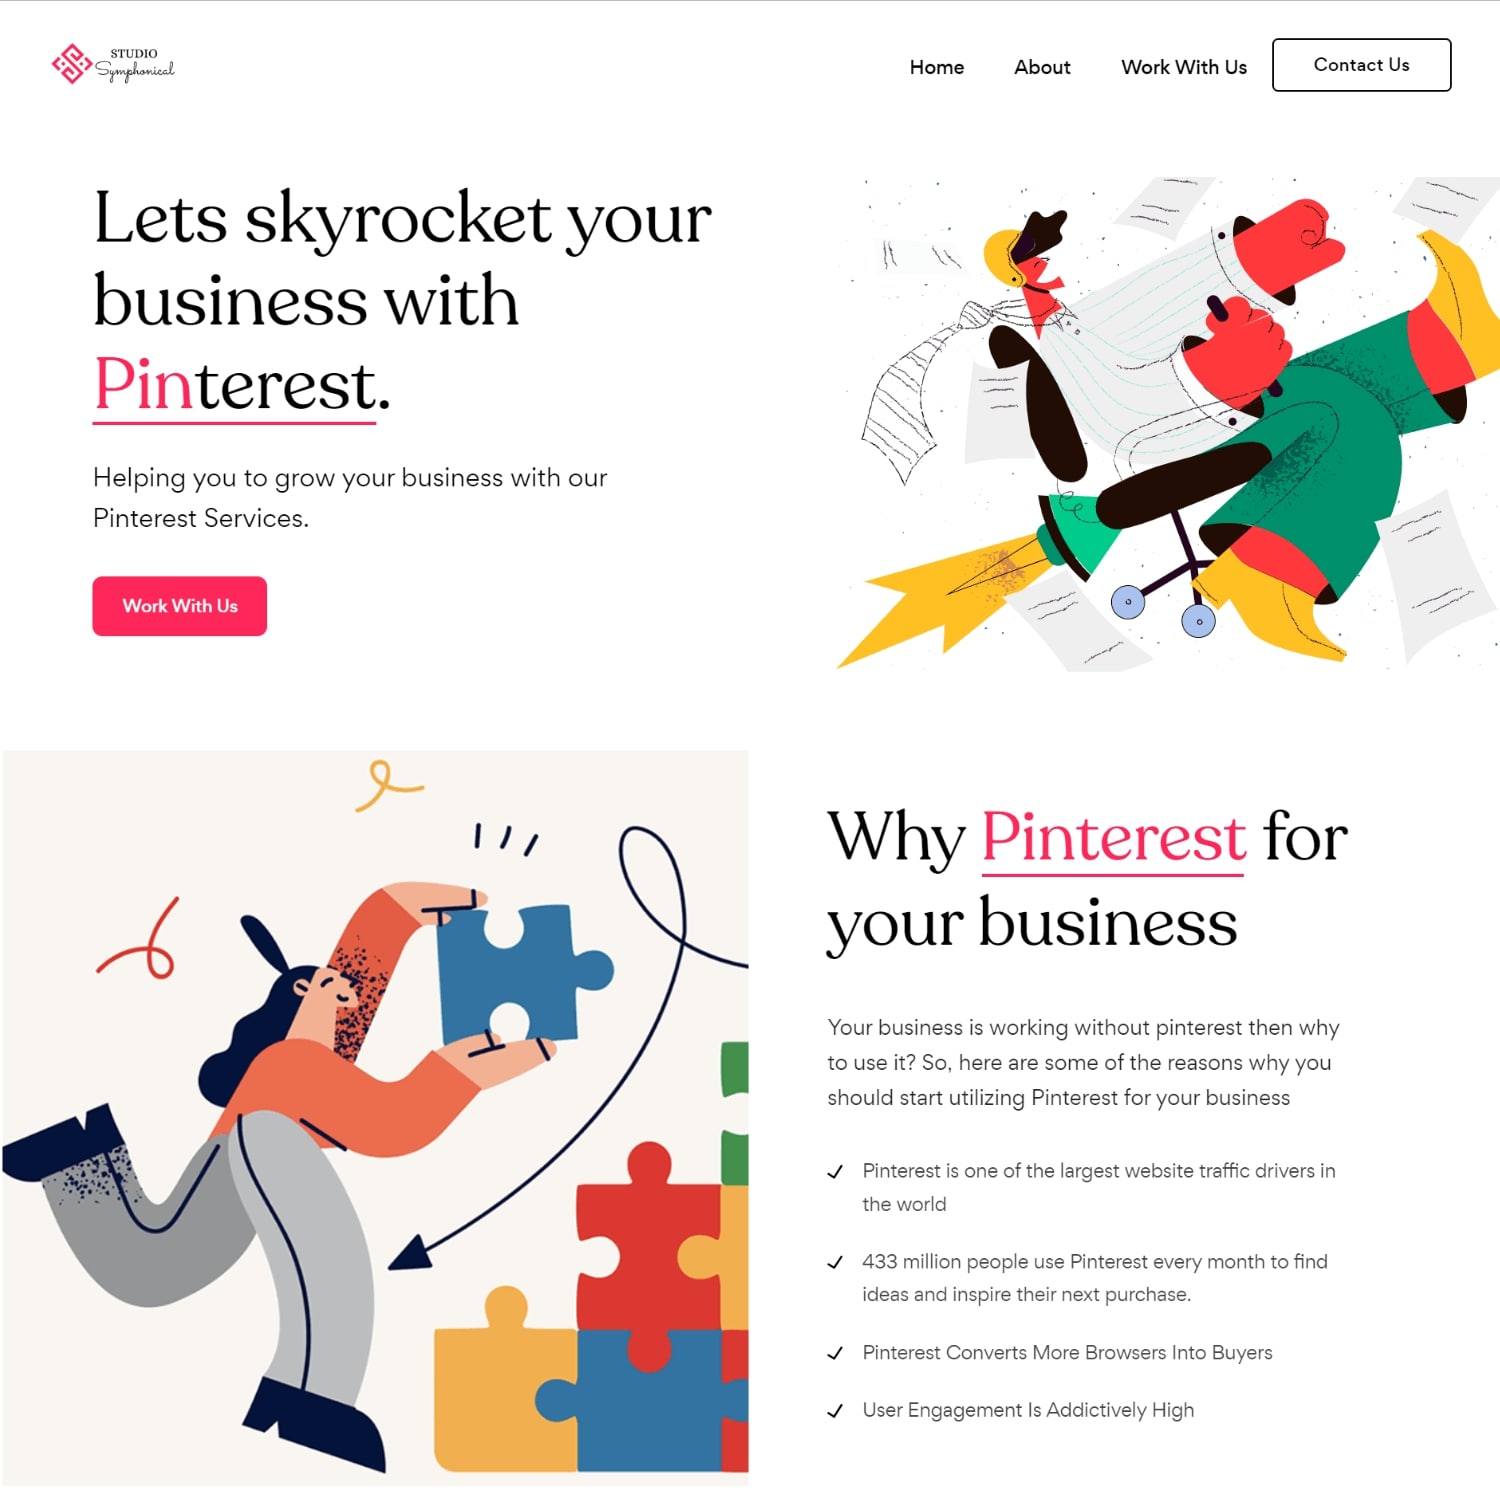 STUDIO
Symphonical
Home About Work With Us Contact Us
Lets skyrocket your
business with
Pinterest.
Helping you to grow your business with our
Pinterest Services.
Work With Us
Why Pinterest for
your business
Your business is working without pinterest then why
to use it? So, here are some of the reasons why you
should start utilizing Pinterest for your business
Pinterest is one of the largest website traffic drivers in
the world
433 million people use Pinterest every month to find
ideas and inspire their next purchase.
Pinterest Converts More Browsers Into Buyers
User Engagement Is Addictively High